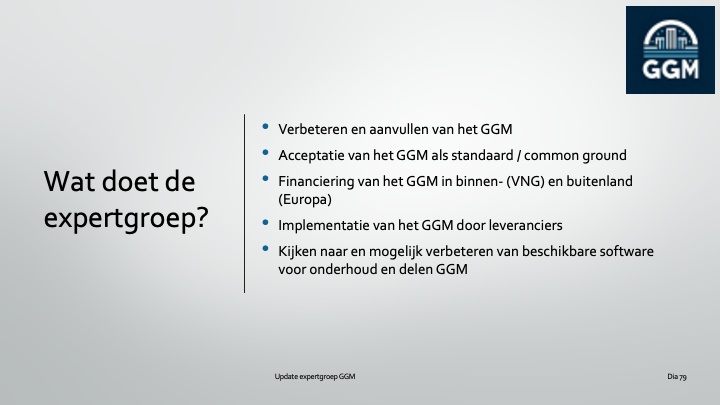 GGM
Wat doet de
expertgroep?
• Verbeteren en aanvullen van het GGM
• Acceptatie van het GGM als standaard / common ground
• Financiering van het GGM in binnen- (VNG) en buitenland
(Europa)
• Implementatie van het GGM door leveranciers
• Kijken naar en mogelijk verbeteren van beschikbare software
voor onderhoud en delen GGM
Update expertgroep GGM
Dia 79